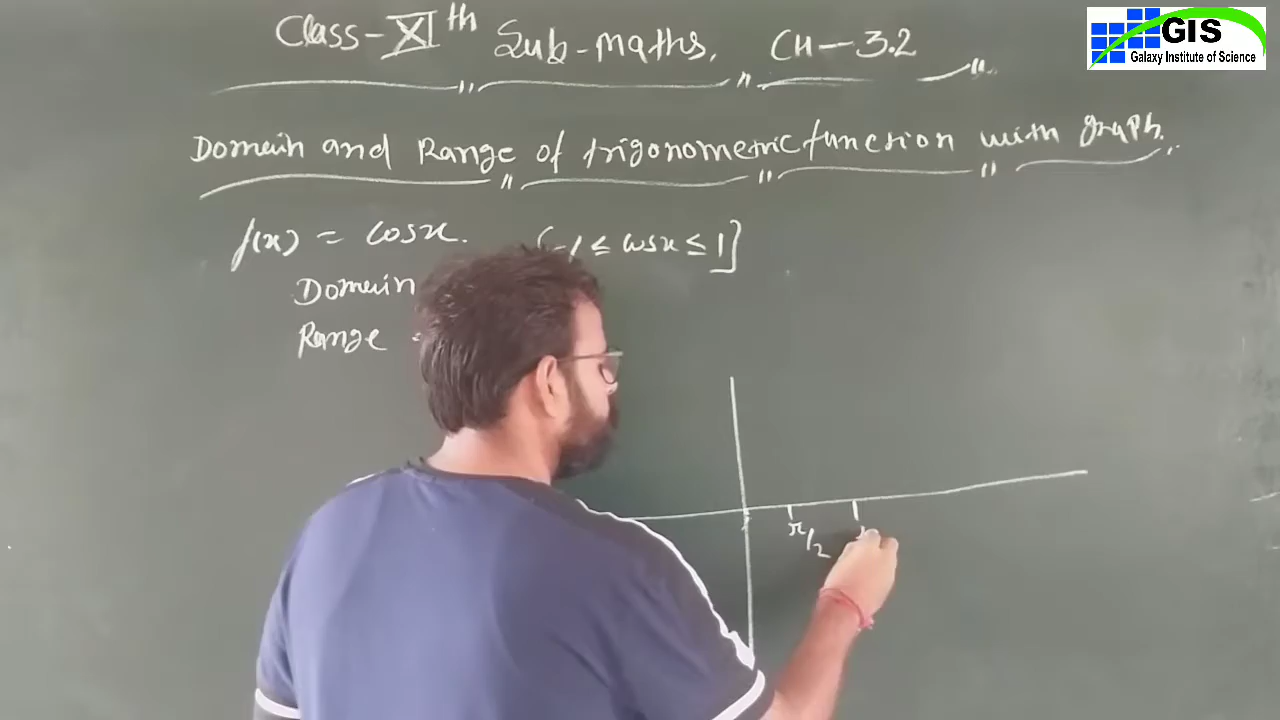 Class-XIth Sub-Maths. CH-3.2
GIS
Galaxy Institute of Science
Domain and Range of trigonometric function with graph.
f(x) = cosx. -1 ≤ cosx ≤ 1]
Domain
Range =
π/2